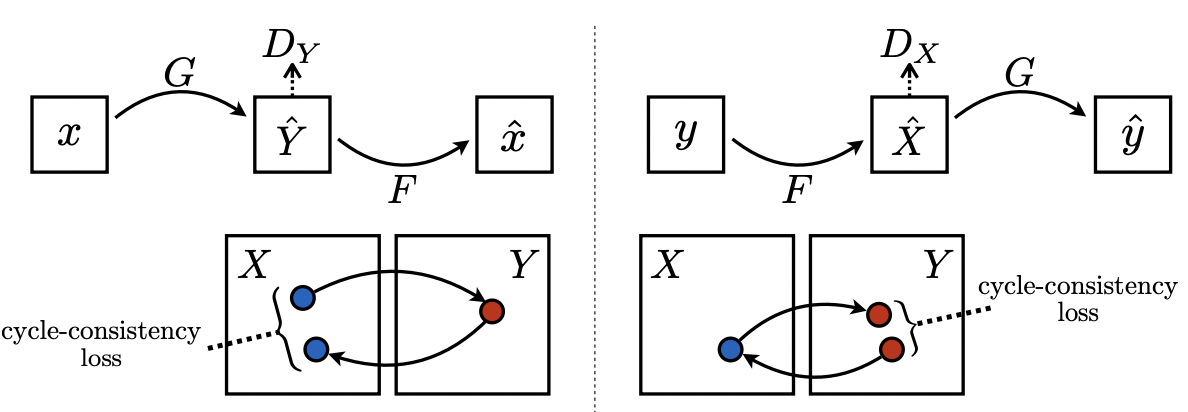 D_Y
G
x
Ŷ
x̂
F
X
Y
cycle-consistency
loss
D_X
G
y
X̂
ŷ
F
X
Y
cycle-consistency
loss